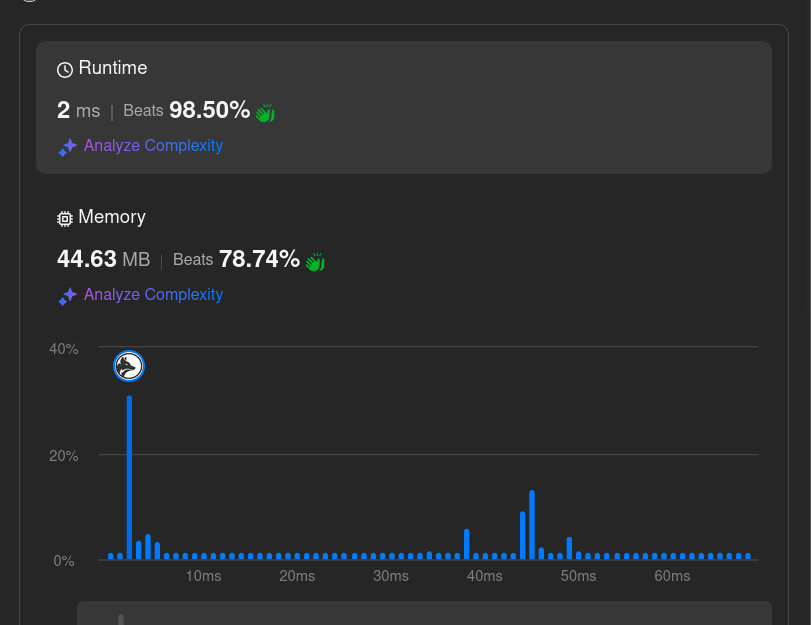 Runtime
2 ms | Beats 98.50%
Analyze Complexity
Memory
44.63 MB | Beats 78.74%
Analyze Complexity
40%
20%
0%
10ms 20ms 30ms 40ms 50ms 60ms